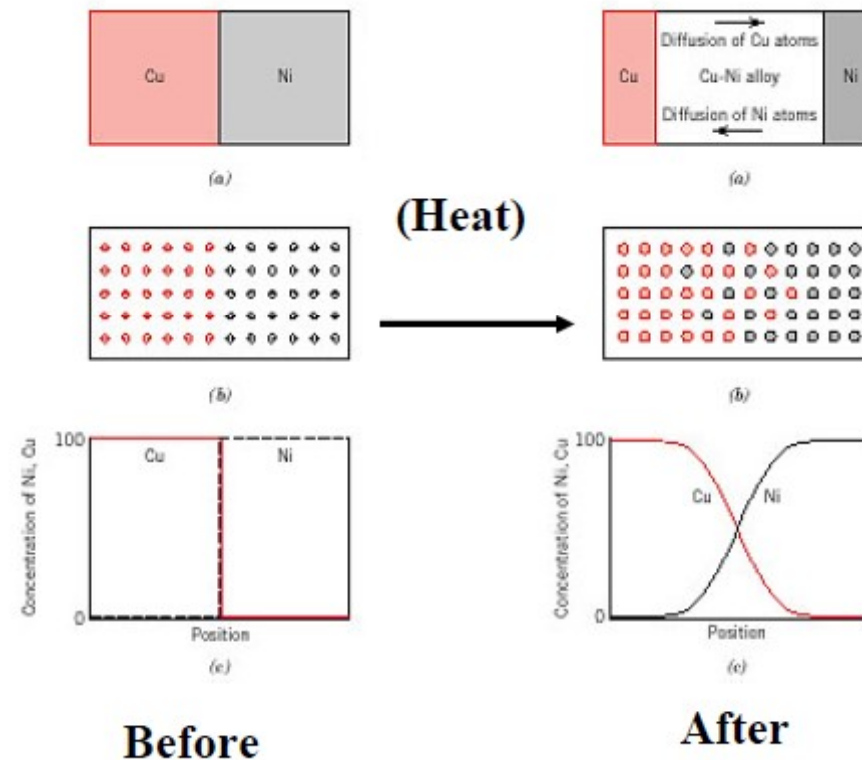 Cu
Ni
(a)
Diffusion of Cu atoms
Cu
Cu-Ni alloy
Ni
Diffusion of Ni atoms
(a)
(Heat)
(b)
(b)
100
Cu
Ni
Concentration of Ni, Cu
0
Position
(c)
100
Cu
Ni
Concentration of Ni, Cu
0
Position
(c)
Before
After